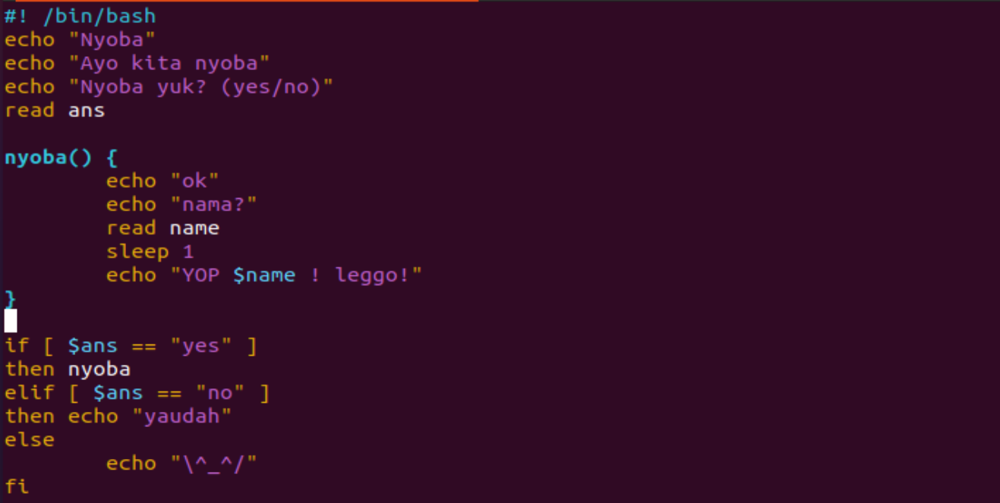 #! /bin/bash
echo "Nyoba"
echo "Ayo kita nyoba"
echo "Nyoba yuk? (yes/no)"
read ans

nyoba() {
        echo "ok"
        echo "nama?"
        read name
        sleep 1
        echo "YOP $name ! leggo!"
}

if [ $ans == "yes" ]
then nyoba
elif [ $ans == "no" ]
then echo "yaudah"
else
        echo "\^_^/"
fi